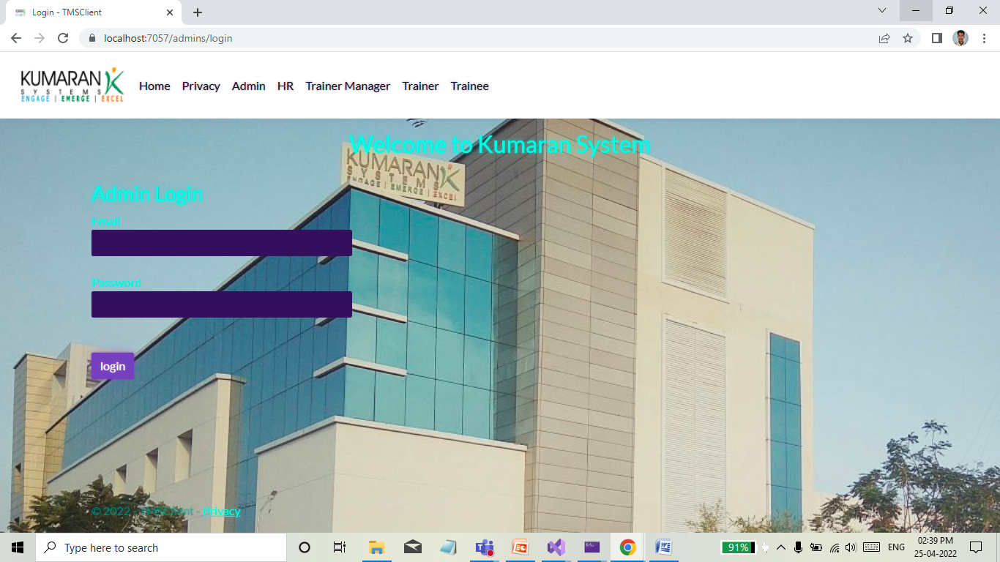 Login - TMSClient
localhost:7057/admins/login
KUMARAN
SYSTEMS
ENGAGE | EMERGE | EXCEL
Home Privacy Admin HR Trainer Manager Trainer Trainee
Welcome to Kumaran System
KUMARAN
SYSTEMS
ENGAGE | EMERGE | EXCEL
Admin Login
Email
Password
login
© 2022 - TMSClient - Privacy
Type here to search
91%
ENG
02:39 PM
25-04-2022